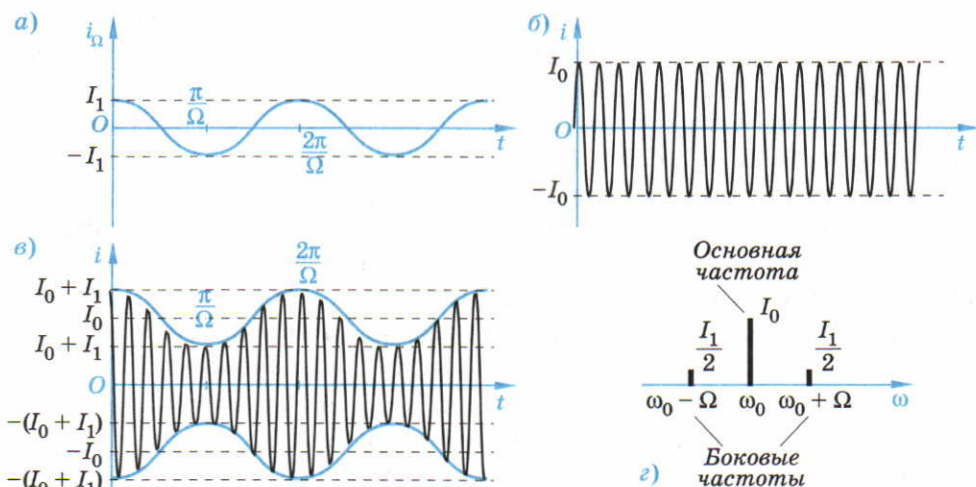 а)
i_Ω
I₁
O
−I₁
π/Ω
2π/Ω
t
б)
i
I₀
O
−I₀
t
в)
i
I₀ + I₁
I₀
I₀ + I₁
O
−(I₀ + I₁)
−I₀
−(I₀ + I₁)
π/Ω
2π/Ω
t
Основная
частота
I₀
I₁/2
I₁/2
ω₀ − Ω
ω₀
ω₀ + Ω
ω
Боковые
частоты
г)